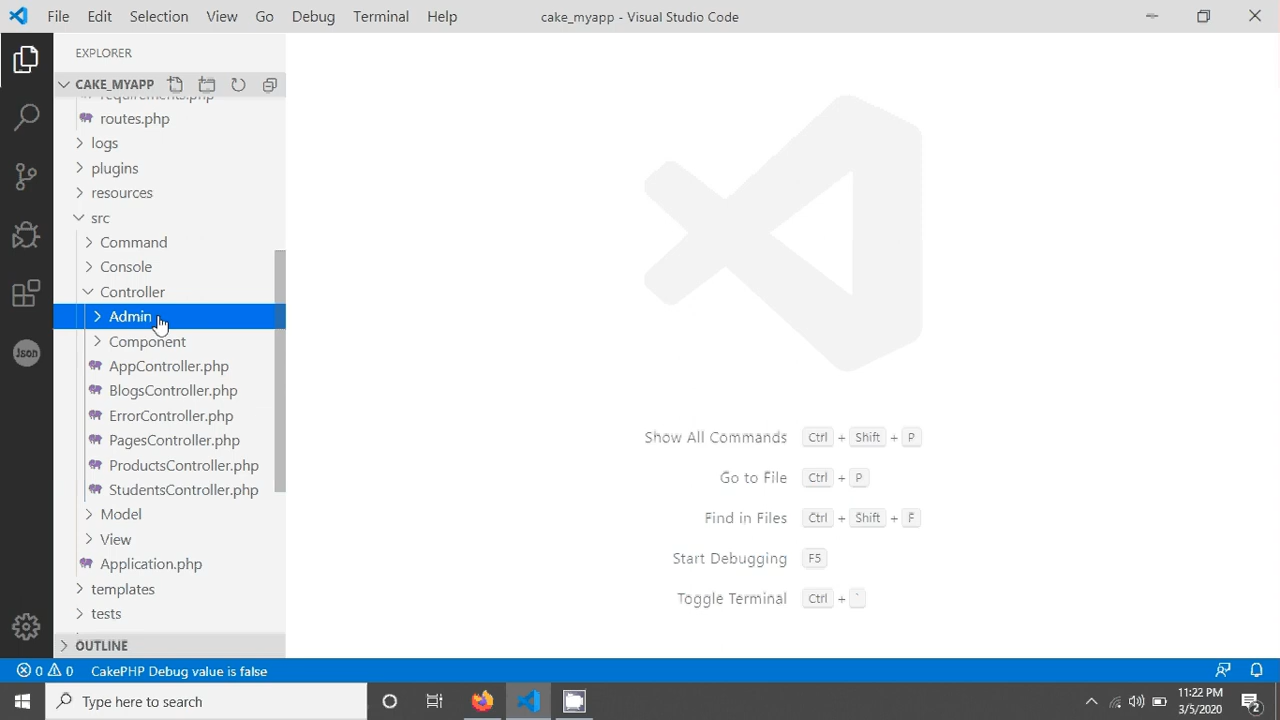 File Edit Selection View Go Debug Terminal Help
cake_myapp - Visual Studio Code
EXPLORER
CAKE_MYAPP
requirements.php
routes.php
logs
plugins
resources
src
Command
Console
Controller
Admin
Component
AppController.php
BlogsController.php
ErrorController.php
PagesController.php
ProductsController.php
StudentsController.php
Model
View
Application.php
templates
tests
OUTLINE
Json
Show All Commands Ctrl + Shift + P
Go to File Ctrl + P
Find in Files Ctrl + Shift + F
Start Debugging F5
Toggle Terminal Ctrl + `
0 0 CakePHP Debug value is false
Type here to search
11:22 PM
3/5/2020
2